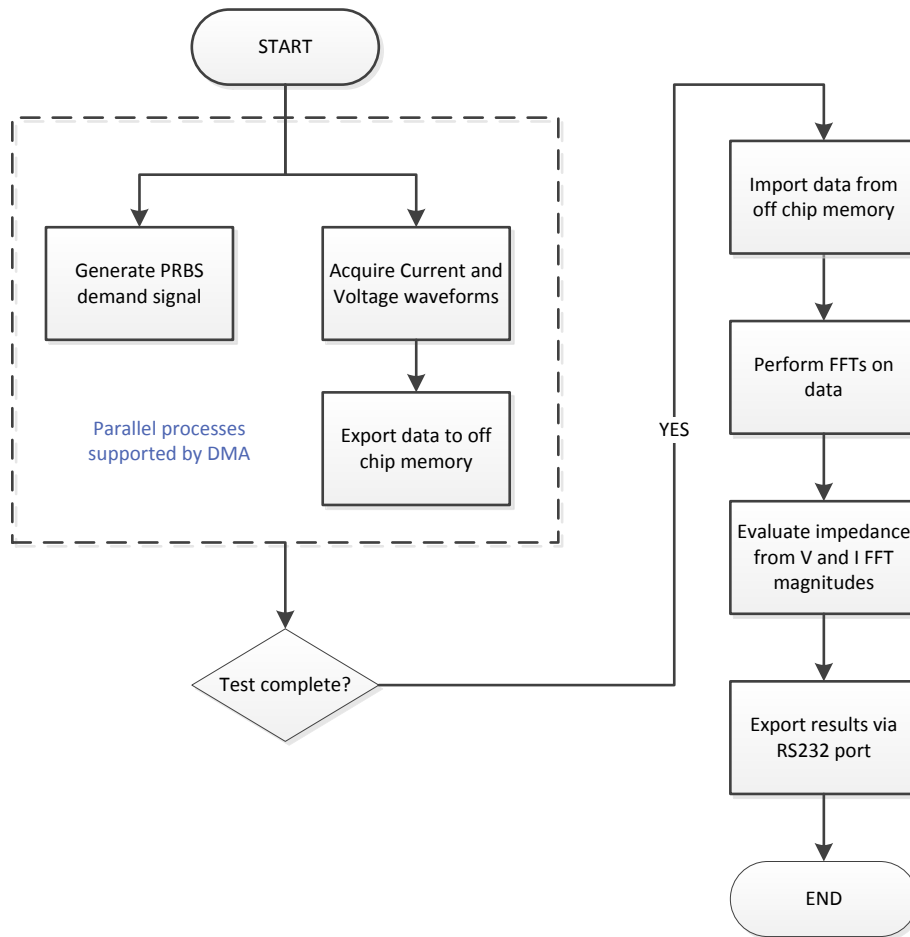 START
Generate PRBS
demand signal
Acquire Current and
Voltage waveforms
Parallel processes
supported by DMA
Export data to off
chip memory
Test complete?
YES
Import data from
off chip memory
Perform FFTs on
data
Evaluate impedance
from V and I FFT
magnitudes
Export results via
RS232 port
END